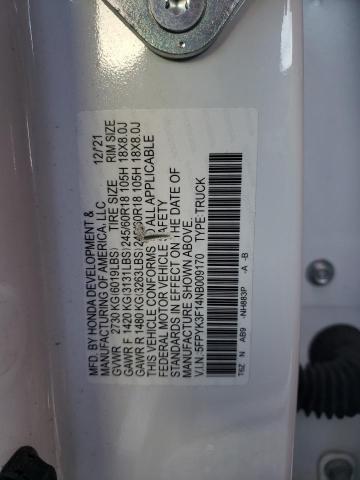 MFD. BY HONDA DEVELOPMENT & 12/21
MANUFACTURING OF AMERICA, LLC
GVWR 2730 KG (6019LBS) TIRE SIZE RIM SIZE
GAWR F 1420 KG (3131LBS) 245/60R18 105H 18X8.0J
GAWR R 1480 KG (3263LBS) 245/60R18 105H 18X8.0J
THIS VEHICLE CONFORMS TO ALL APPLICABLE
FEDERAL MOTOR VEHICLE SAFETY
STANDARDS IN EFFECT ON THE DATE OF
MANUFACTURE SHOWN ABOVE.
V.I.N.: 5FPYK3F14NB009170 TYPE: TRUCK
T6Z N AB9 -NH883P -A -B